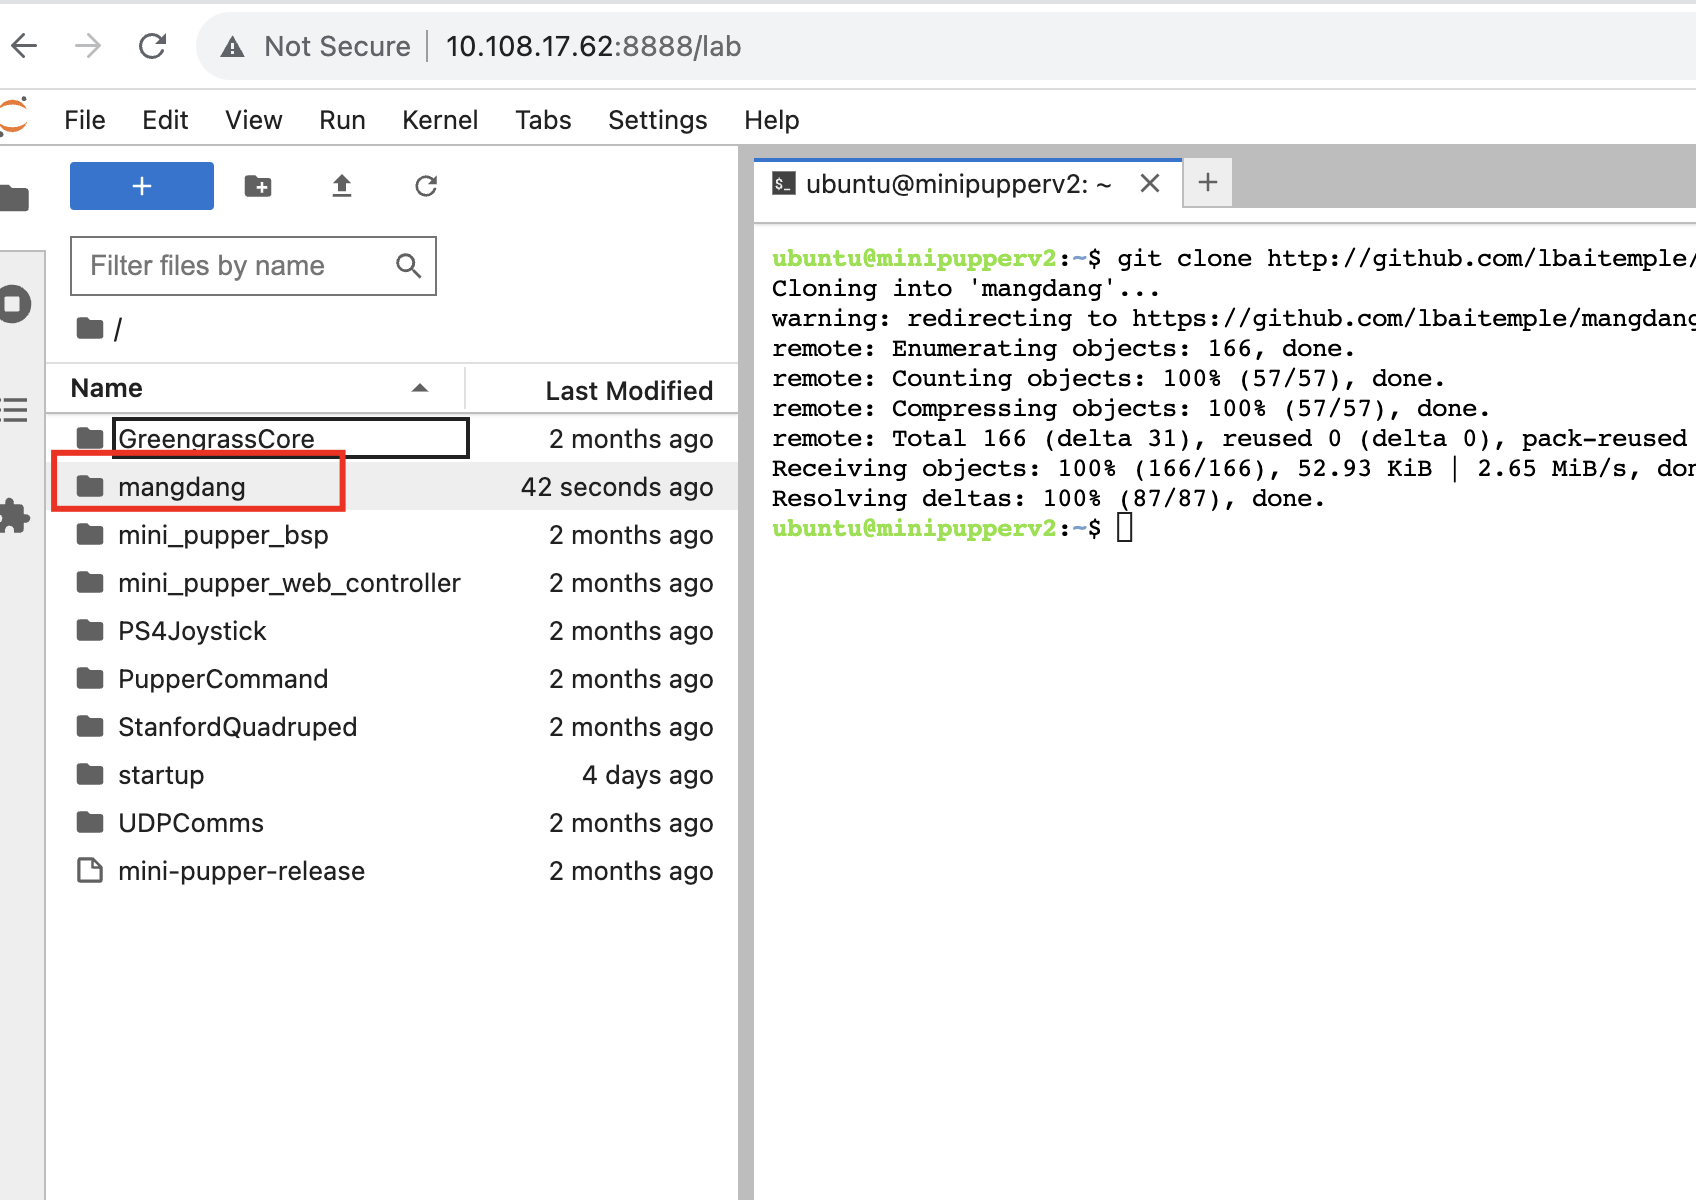 Not Secure | 10.108.17.62:8888/lab
File Edit View Run Kernel Tabs Settings Help
+
Filter files by name
/
Name Last Modified
GreengrassCore 2 months ago
mangdang 42 seconds ago
mini_pupper_bsp 2 months ago
mini_pupper_web_controller 2 months ago
PS4Joystick 2 months ago
PupperCommand 2 months ago
StanfordQuadruped 2 months ago
startup 4 days ago
UDPComms 2 months ago
mini-pupper-release 2 months ago
$_ ubuntu@minipupperv2: ~ +
ubuntu@minipupperv2:~$ git clone http://github.com/lbaitemple/
Cloning into 'mangdang'...
warning: redirecting to https://github.com/lbaitemple/mangdang
remote: Enumerating objects: 166, done.
remote: Counting objects: 100% (57/57), done.
remote: Compressing objects: 100% (57/57), done.
remote: Total 166 (delta 31), reused 0 (delta 0), pack-reused
Receiving objects: 100% (166/166), 52.93 KiB | 2.65 MiB/s, don
Resolving deltas: 100% (87/87), done.
ubuntu@minipupperv2:~$